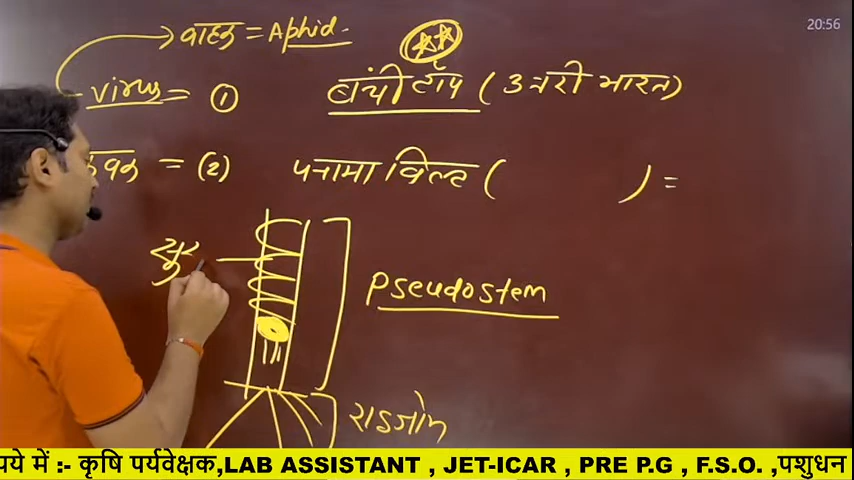 20:56
वाहक = Aphid
virus = ① बंचीटॉप (उत्तरी भारत)
कवक = (2) पनामा विल्ट ( ) =
Pseudostem
राइजोम
पये में :- कृषि पर्यवेक्षक,LAB ASSISTANT , JET-ICAR , PRE P.G , F.S.O. ,पशुधन